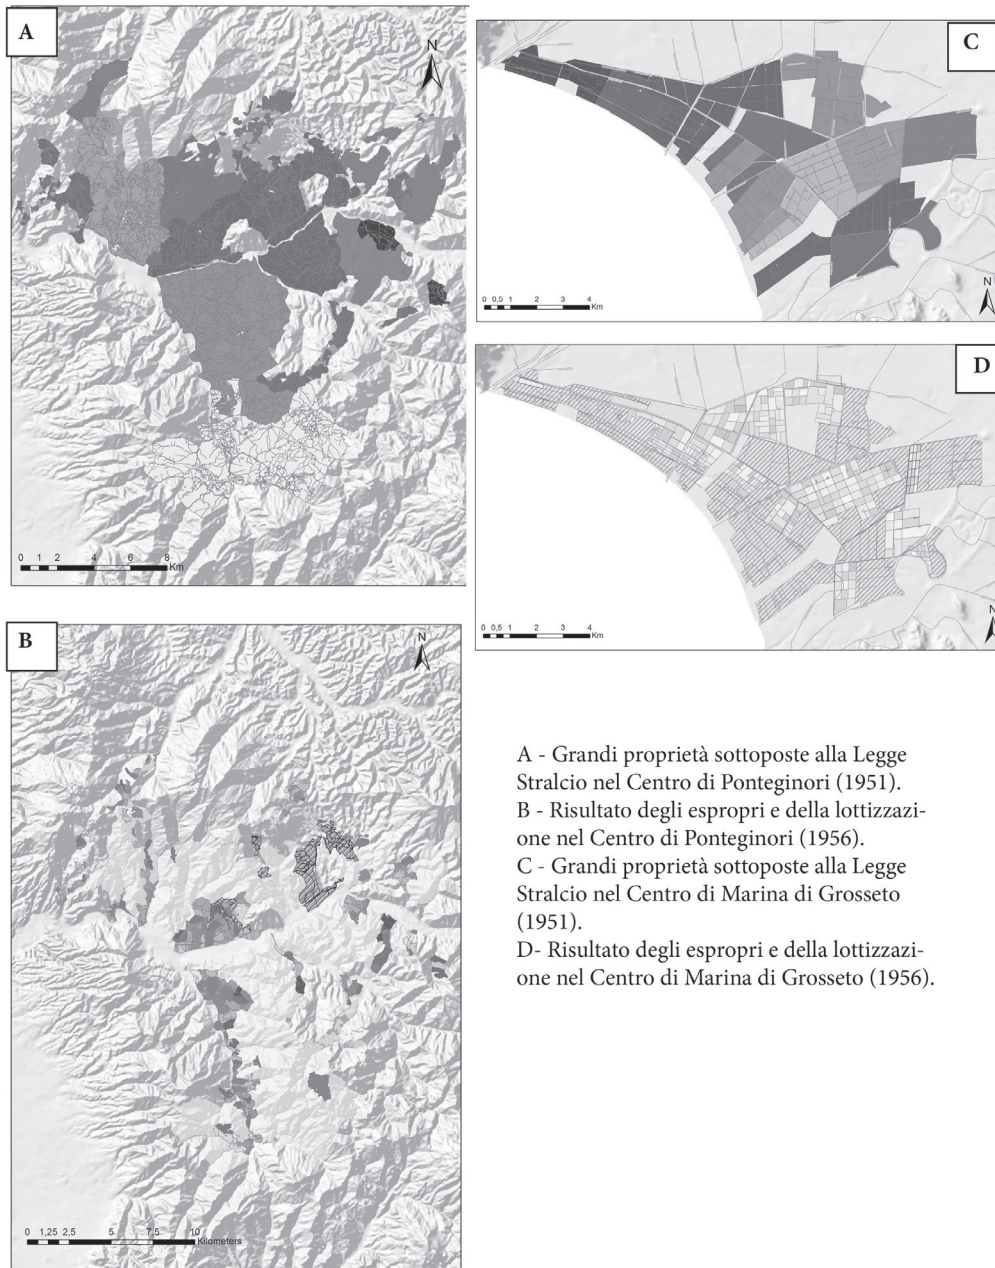 A
N
0 1 2 4 6 8
Km
C
N
0 0,5 1 2 3 4
Km
D
N
0 0,5 1 2 3 4
Km
B
N
0 1,25 2,5 5 7,5 10
Kilometers
A - Grandi proprietà sottoposte alla Legge
Stralcio nel Centro di Ponteginori (1951).
B - Risultato degli espropri e della lottizzazi-
one nel Centro di Ponteginori (1956).
C - Grandi proprietà sottoposte alla Legge
Stralcio nel Centro di Marina di Grosseto
(1951).
D- Risultato degli espropri e della lottizzazi-
one nel Centro di Marina di Grosseto (1956).